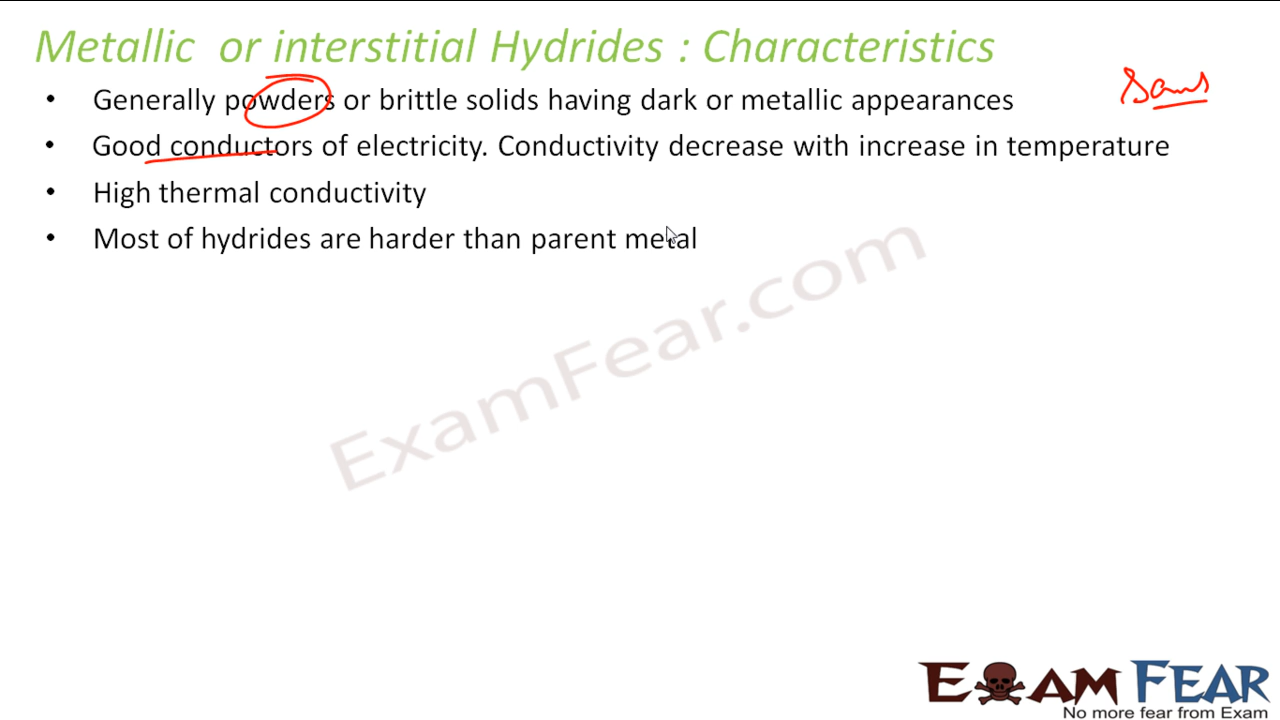 Metallic or interstitial Hydrides : Characteristics
• Generally powders or brittle solids having dark or metallic appearances
• Good conductors of electricity. Conductivity decrease with increase in temperature
• High thermal conductivity
• Most of hydrides are harder than parent metal
ExamFear.com
EXAM FEAR
No more fear from Exam